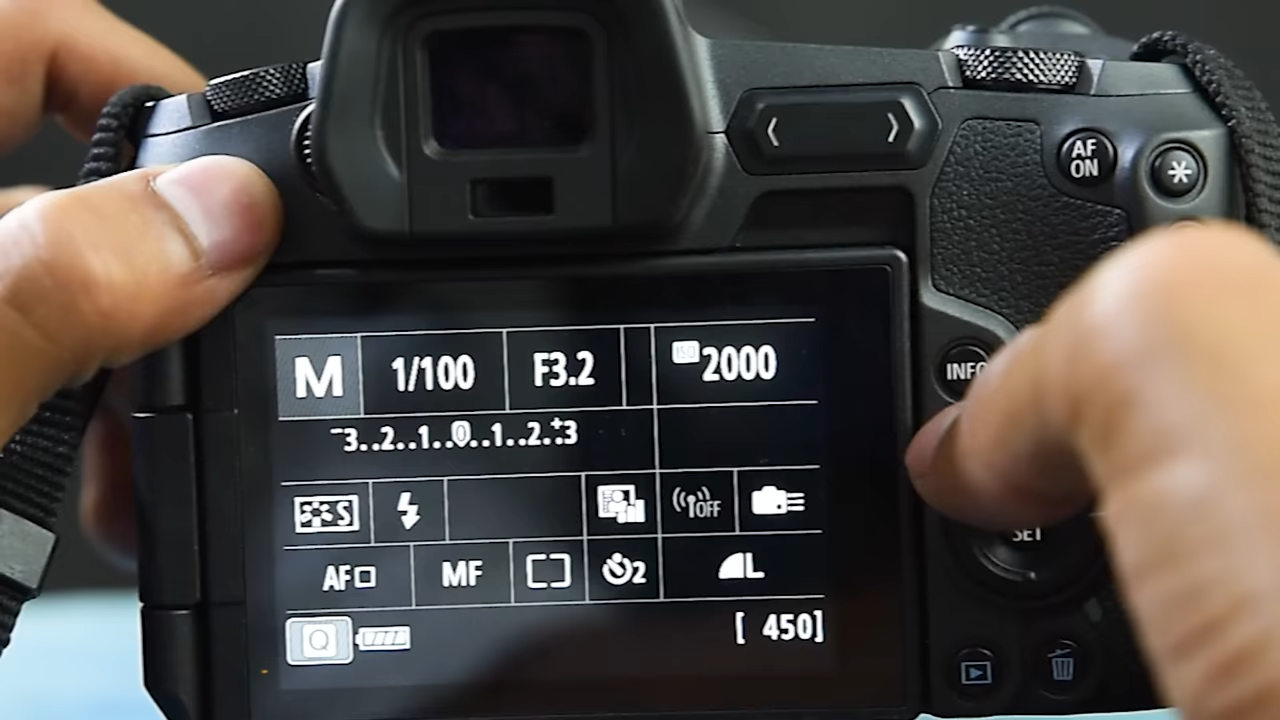 AF ON
*
INFO
M 1/100 F3.2 ISO 2000
-3..2..1..0..1..2.:+3
S OFF
AF MF 2 L
Q [ 450]
SET